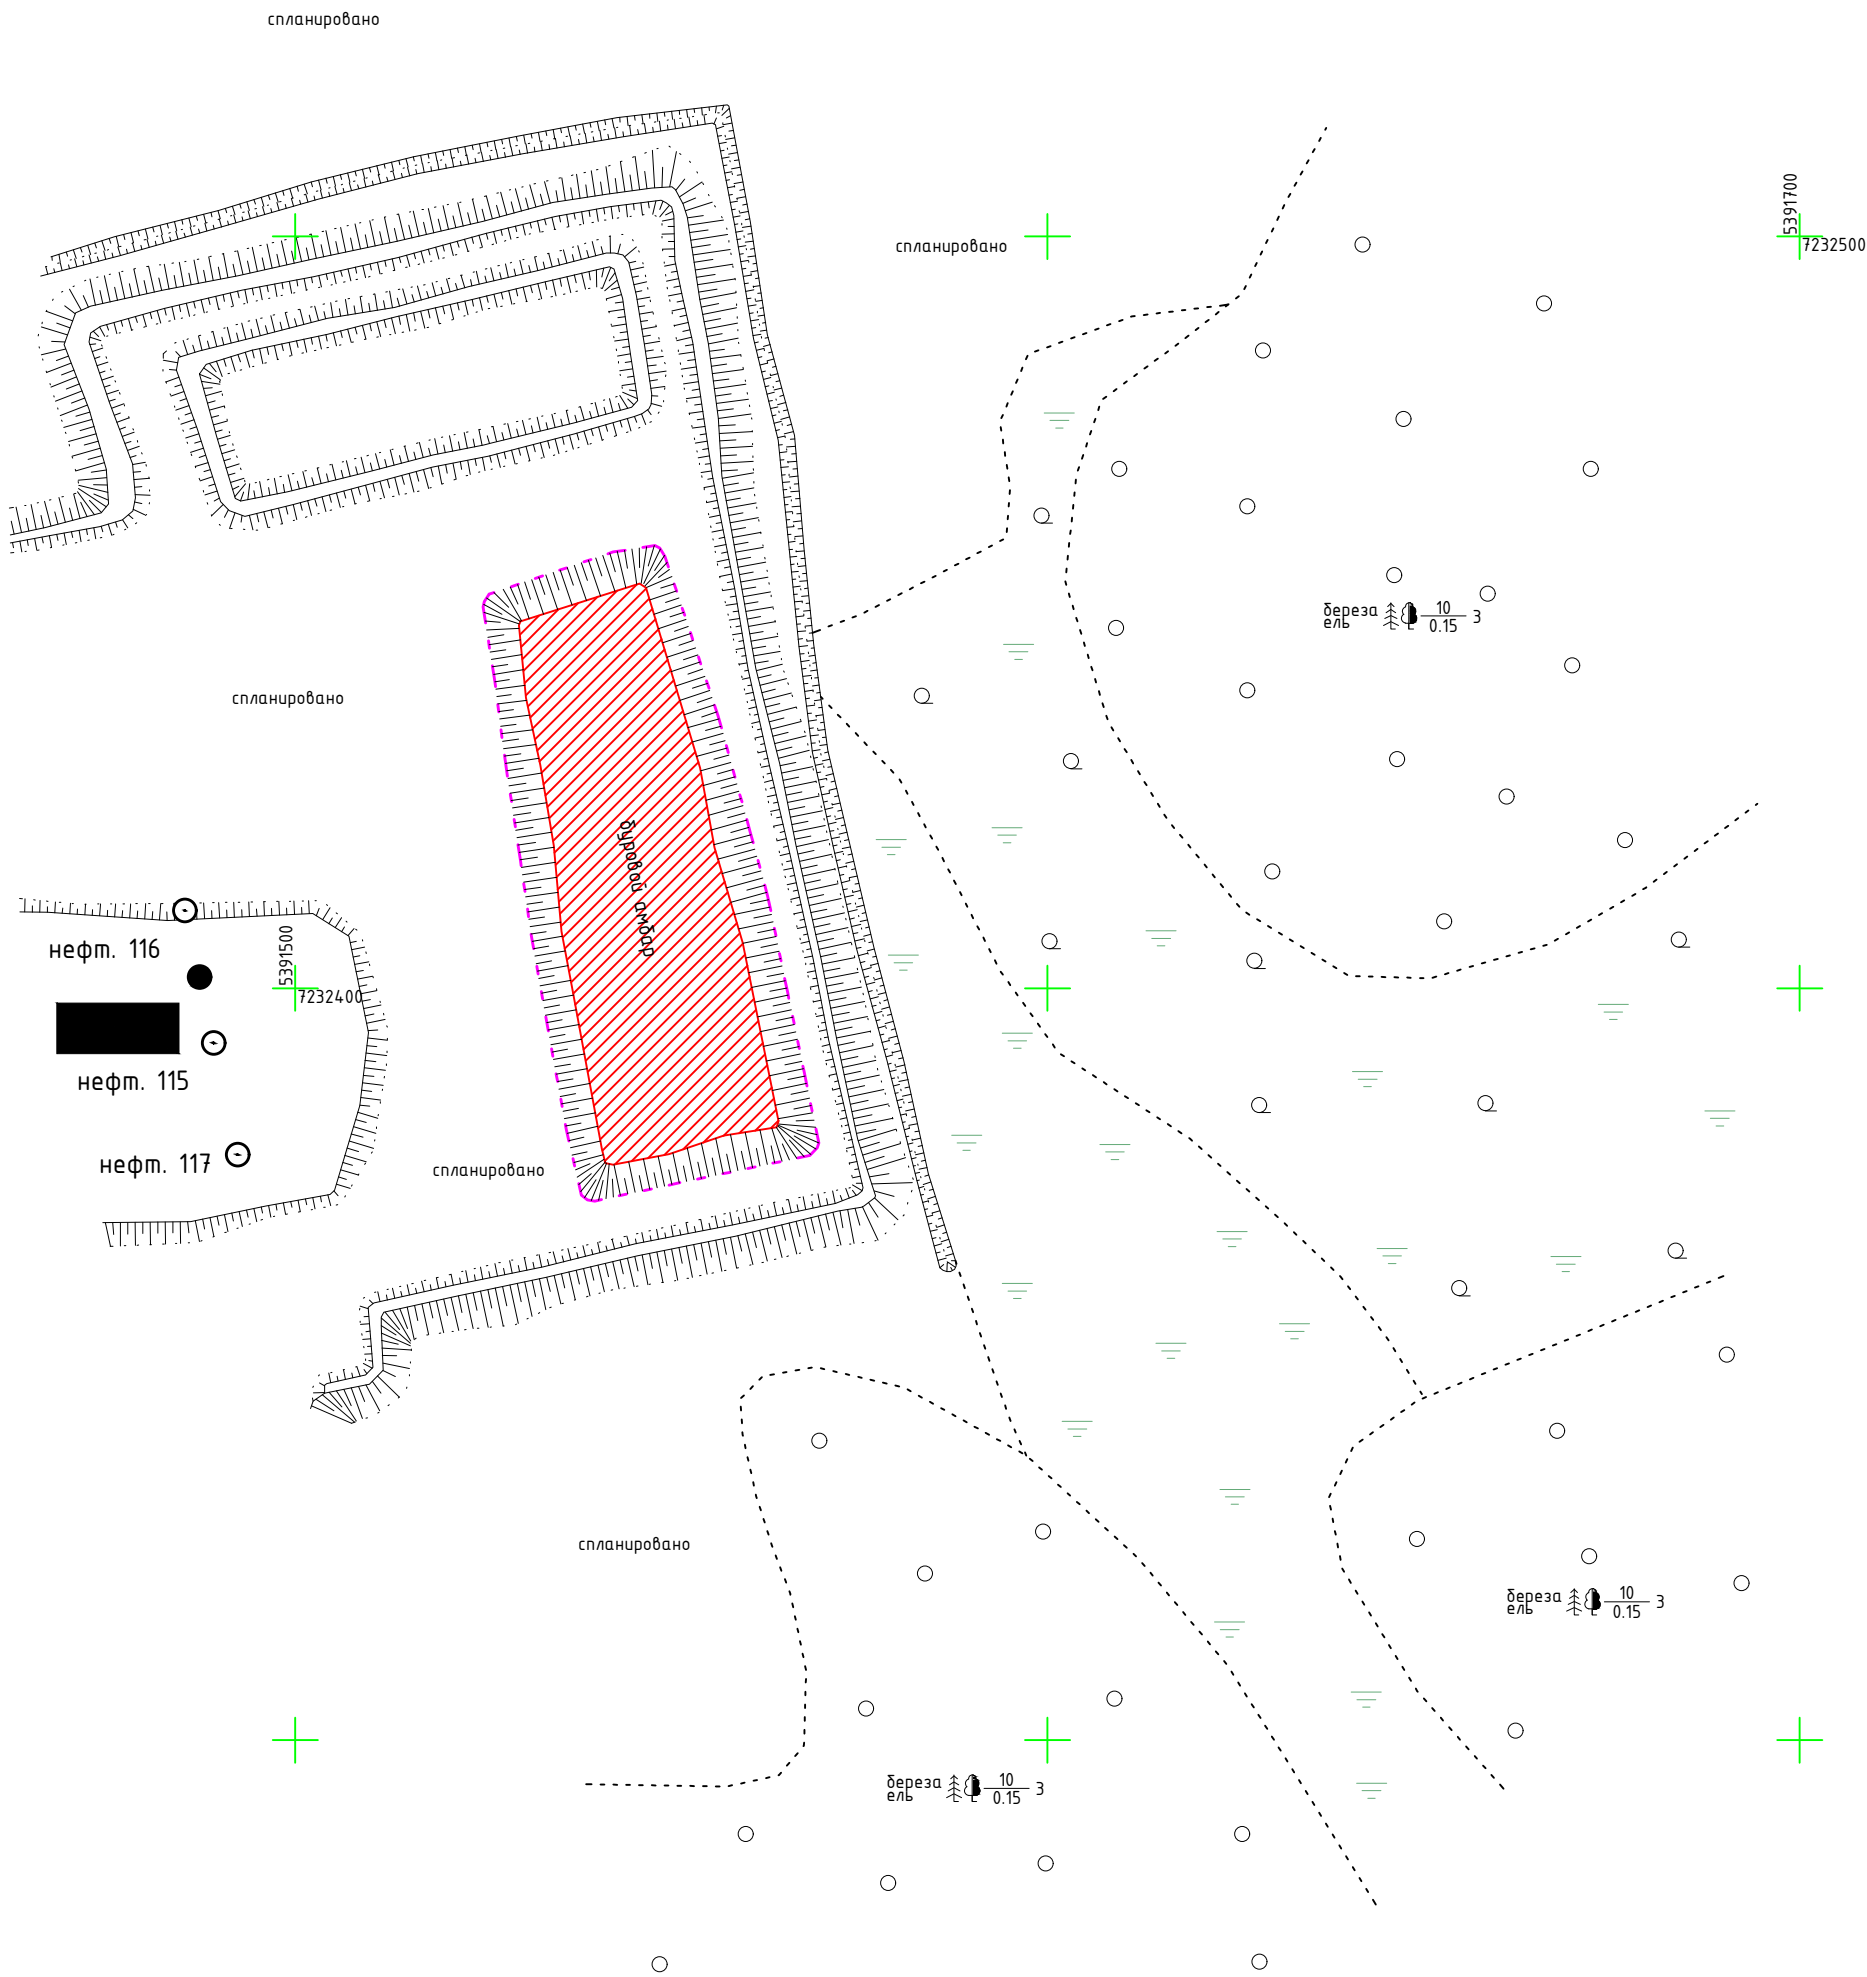 спланировано
5391700
7232500
спланировано
береза
ель
10
0.15
3
спланировано
буровой амбар
нефт. 116
5391500
7232400
нефт. 115
нефт. 117
спланировано
спланировано
береза
ель
10
0.15
3
береза
ель
10
0.15
3